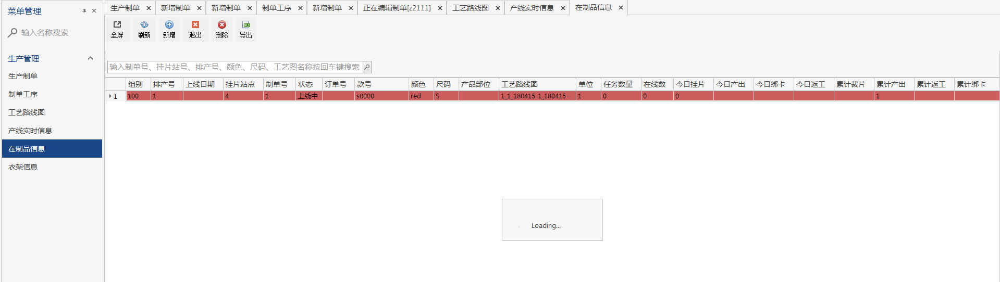 菜单管理
输入名称搜索
生产管理
生产制单
制单工序
工艺路线图
产线实时信息
在制品信息
衣架信息
生产制单 新增制单 新增制单 制单工序 新增制单 正在编辑制单[z2111] 工艺路线图 产线实时信息 在制品信息
全屏 刷新 新增 退出 删除 导出
输入制单号、挂片站号、排产号、颜色、尺码、工艺图名称按回车键搜索
组别 排产号 上线日期 挂片站点 制单号 状态 订单号 款号 颜色 尺码 产品部位 工艺路线图 单位 任务数量 在线数 今日挂片 今日产出 今日绑卡 今日返工 累计裁片 累计产出 累计返工 累计绑卡
1 100 1 4 1 上线中 s0000 red S 1_1_180415-1_180415- 1 0 0 0 1
Loading...